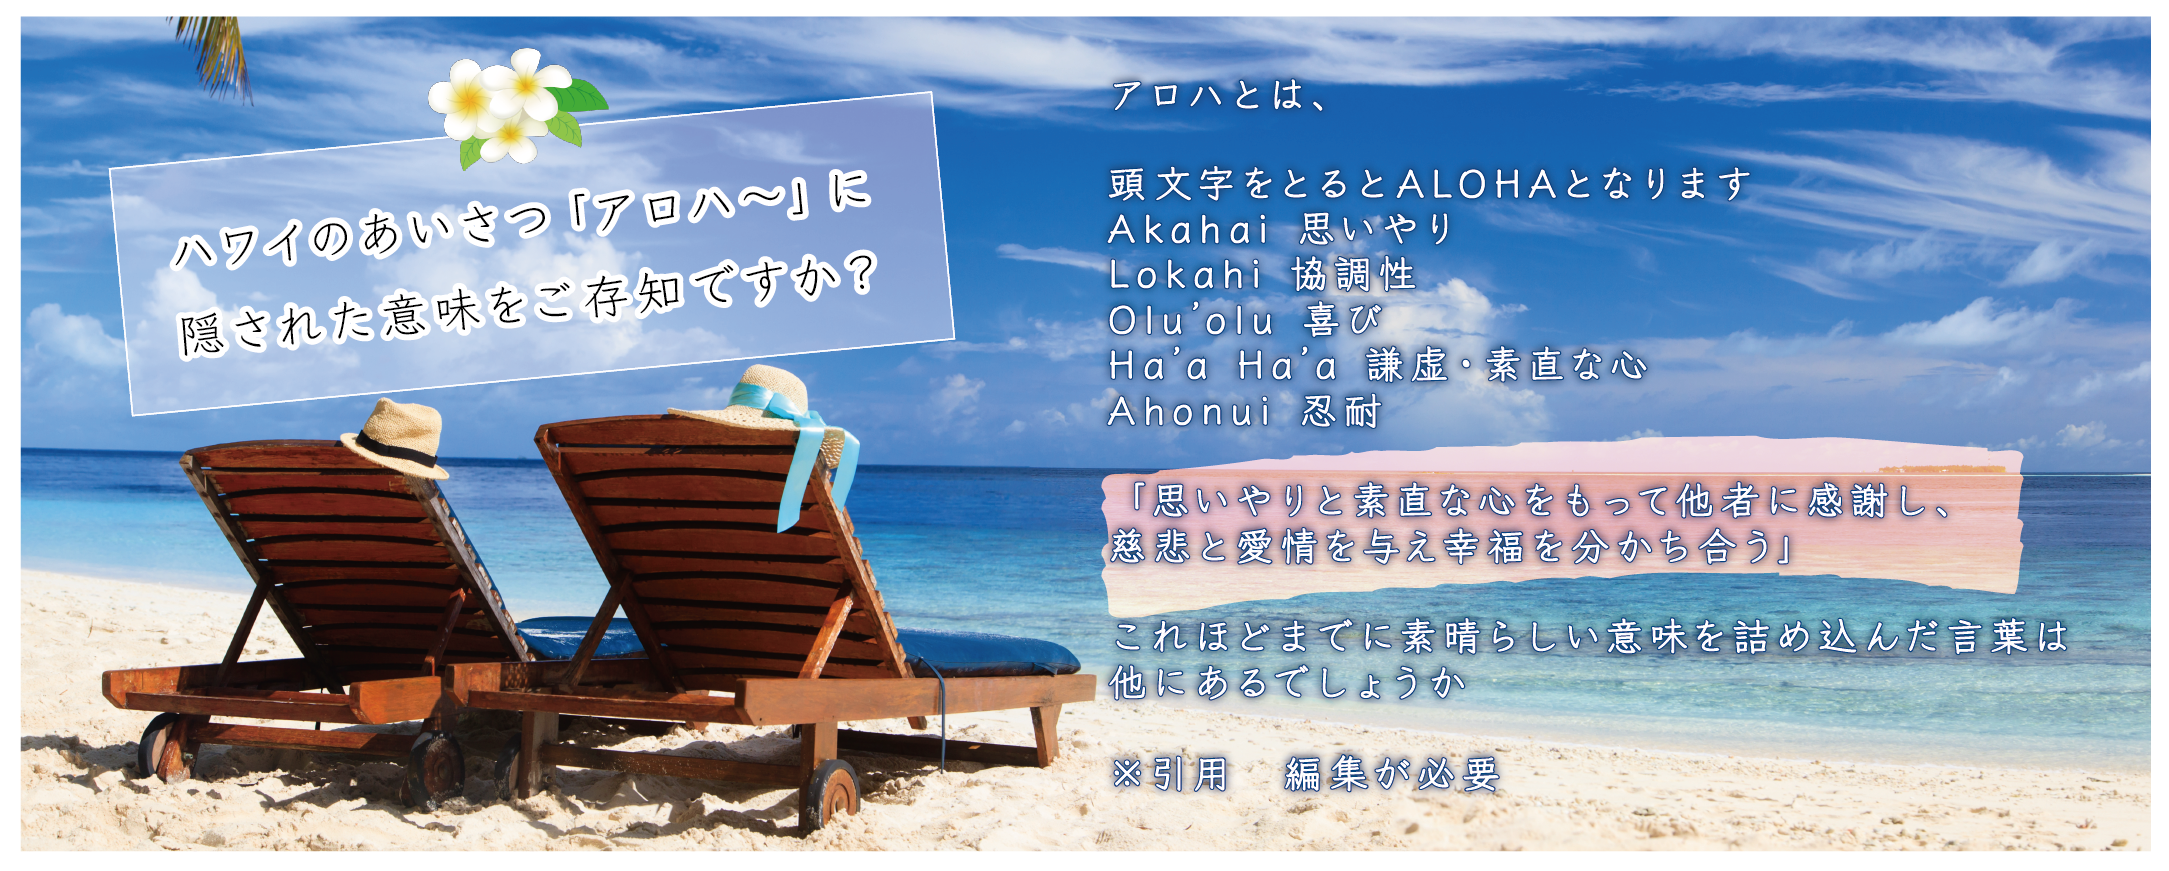 ハワイのあいさつ「アロハ～」に
隠された意味をご存知ですか？
アロハとは、
頭文字をとるとALOHAとなります
Akahai 思いやり
Lokahi 協調性
Olu’olu 喜び
Ha’a Ha’a 謙虚・素直な心
Ahonui 忍耐
「思いやりと素直な心をもって他者に感謝し、
慈悲と愛情を与え幸福を分かち合う」
これほどまでに素晴らしい意味を詰め込んだ言葉は
他にあるでしょうか
※引用　編集が必要